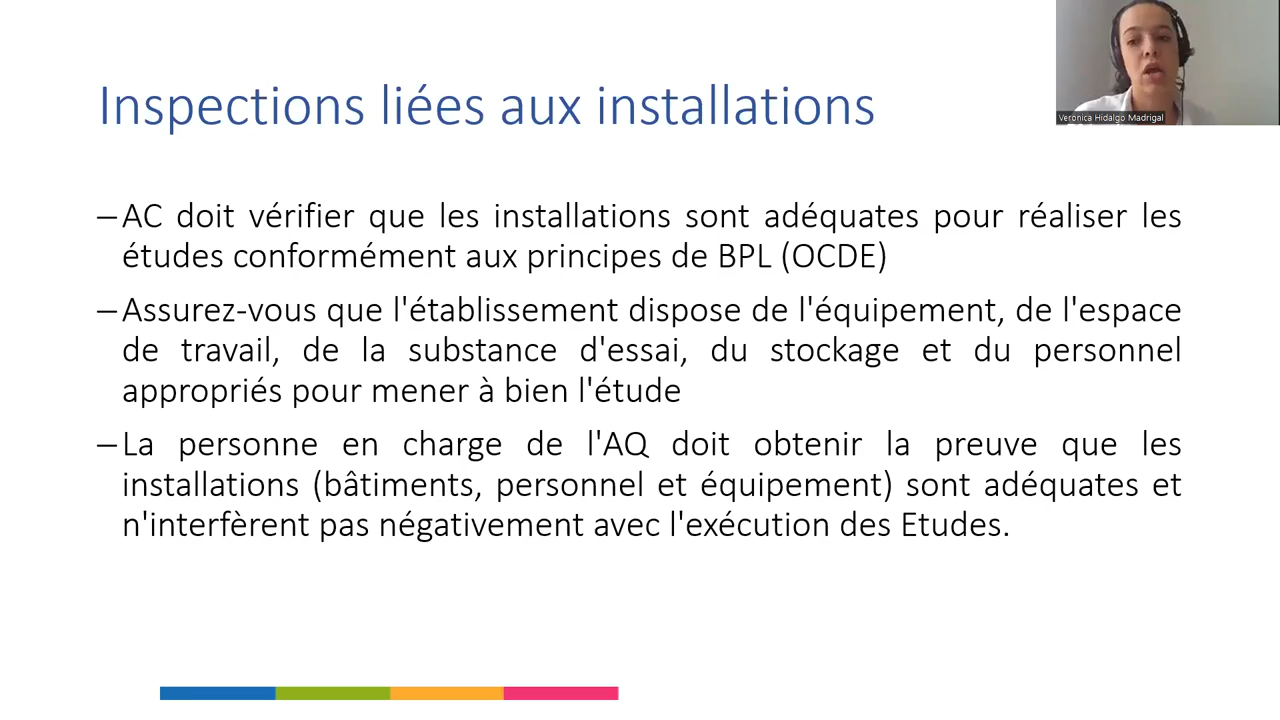 Inspections liées aux installations
Veronica Hidalgo Madrigal
– AC doit vérifier que les installations sont adéquates pour réaliser les
études conformément aux principes de BPL (OCDE)
– Assurez-vous que l'établissement dispose de l'équipement, de l'espace
de travail, de la substance d'essai, du stockage et du personnel
appropriés pour mener à bien l'étude
– La personne en charge de l'AQ doit obtenir la preuve que les
installations (bâtiments, personnel et équipement) sont adéquates et
n'interfèrent pas négativement avec l'exécution des Etudes.